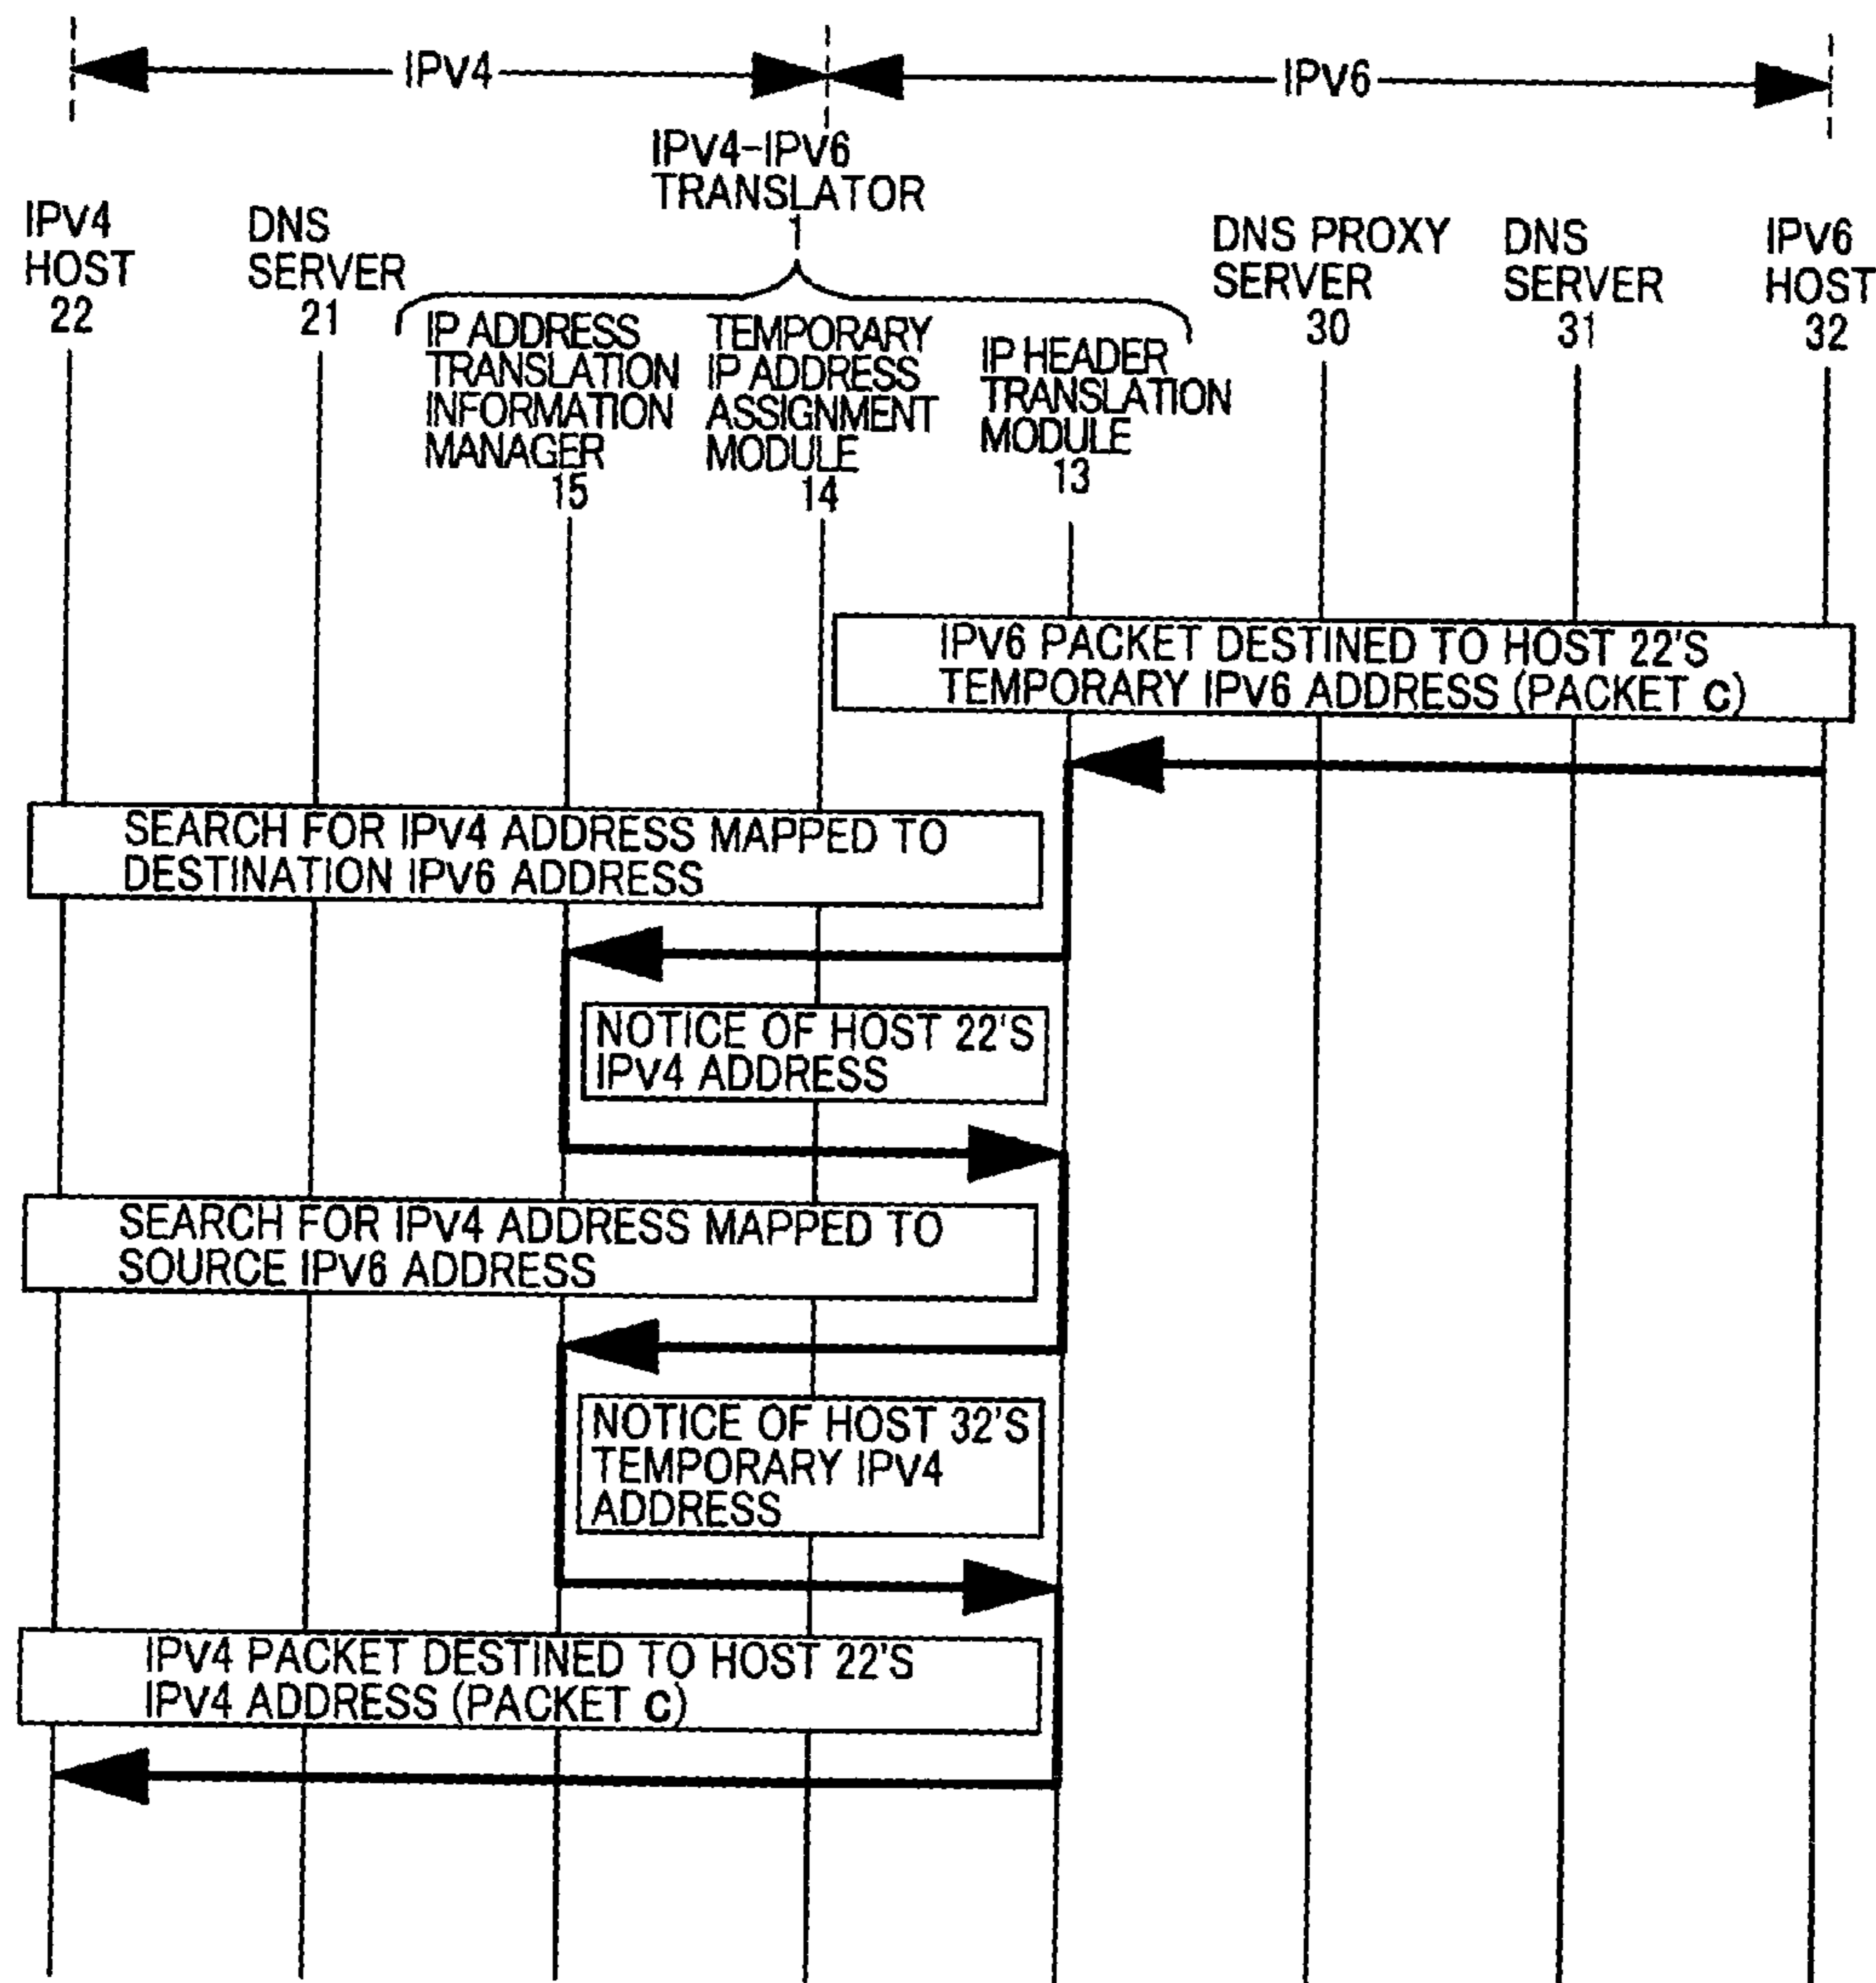 IPV4
IPV6
IPV4-IPV6
TRANSLATOR
1
IPV4
HOST
22
DNS
SERVER
21
IP ADDRESS
TRANSLATION
INFORMATION
MANAGER
15
TEMPORARY
IP ADDRESS
ASSIGNMENT
MODULE
14
IP HEADER
TRANSLATION
MODULE
13
DNS PROXY
SERVER
30
DNS
SERVER
31
IPV6
HOST
32
IPV6 PACKET DESTINED TO HOST 22'S
TEMPORARY IPV6 ADDRESS (PACKET C)
SEARCH FOR IPV4 ADDRESS MAPPED TO
DESTINATION IPV6 ADDRESS
NOTICE OF HOST 22'S
IPV4 ADDRESS
SEARCH FOR IPV4 ADDRESS MAPPED TO
SOURCE IPV6 ADDRESS
NOTICE OF HOST 32'S
TEMPORARY IPV4
ADDRESS
IPV4 PACKET DESTINED TO HOST 22'S
IPV4 ADDRESS (PACKET C)